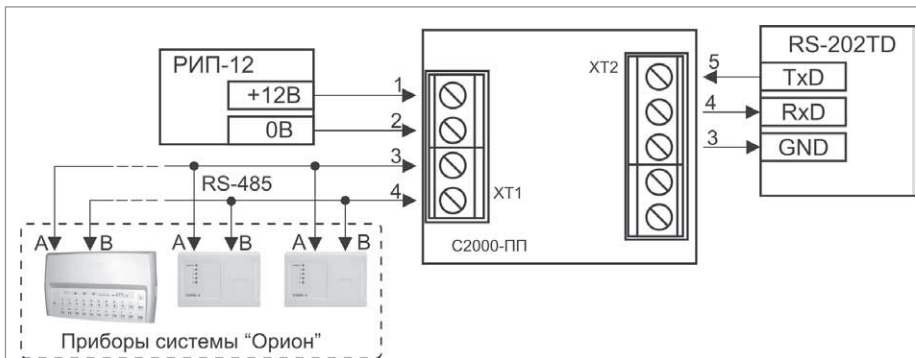 РИП-12
+12В
0В
1
2
3
4
RS-485
XT1
A
B
A
B
A
B
Приборы системы “Орион”
С2000-ПП
XT2
5
4
3
RS-202TD
TxD
RxD
GND